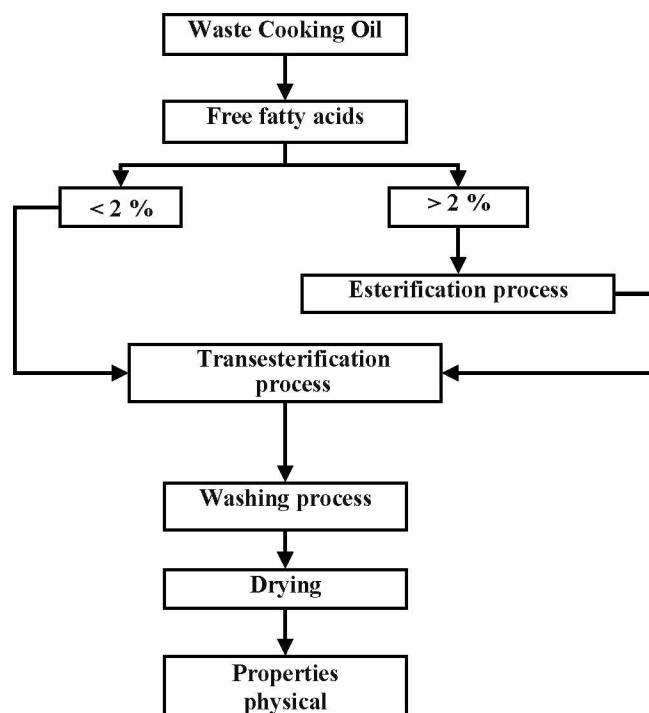 Waste Cooking Oil
Free fatty acids
< 2 %
> 2 %
Esterification process
Transesterification
process
Washing process
Drying
Properties
physical